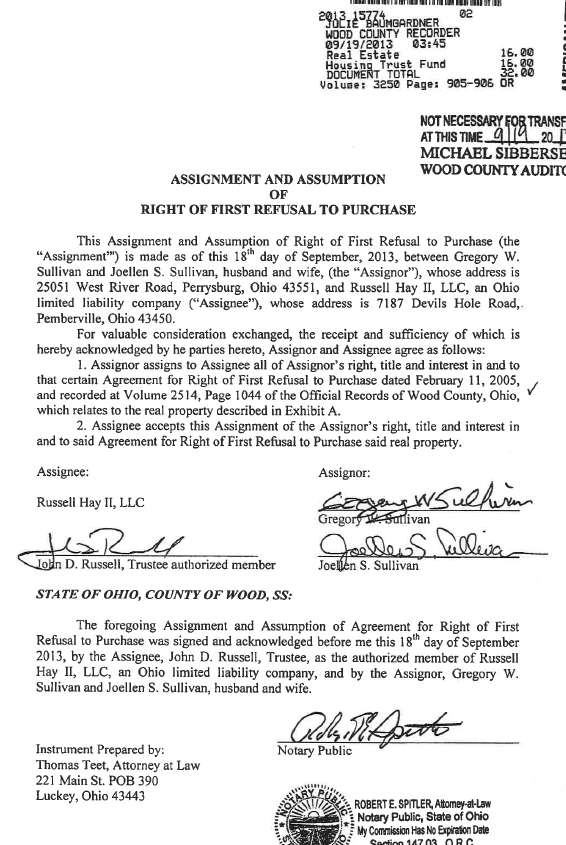 2013 15774 02
JULIE BAUMGARDNER
WOOD COUNTY RECORDER
09/19/2013 03:45
Real Estate 16.00
Housing Trust Fund 16.00
DOCUMENT TOTAL 32.00
Volume: 3250 Page: 905-906 OR
NOT NECESSARY FOR TRANSF
AT THIS TIME 9/19 201
MICHAEL SIBBERSE
WOOD COUNTY AUDITO
ASSIGNMENT AND ASSUMPTION
OF
RIGHT OF FIRST REFUSAL TO PURCHASE
This Assignment and Assumption of Right of First Refusal to Purchase (the
“Assignment”) is made as of this 18th day of September, 2013, between Gregory W.
Sullivan and Joellen S. Sullivan, husband and wife, (the “Assignor”), whose address is
25051 West River Road, Perrysburg, Ohio 43551, and Russell Hay II, LLC, an Ohio
limited liability company (“Assignee”), whose address is 7187 Devils Hole Road,
Pemberville, Ohio 43450.
For valuable consideration exchanged, the receipt and sufficiency of which is
hereby acknowledged by he parties hereto, Assignor and Assignee agree as follows:
1. Assignor assigns to Assignee all of Assignor's right, title and interest in and to
that certain Agreement for Right of First Refusal to Purchase dated February 11, 2005,
and recorded at Volume 2514, Page 1044 of the Official Records of Wood County, Ohio,
which relates to the real property described in Exhibit A.
2. Assignee accepts this Assignment of the Assignor's right, title and interest in
and to said Agreement for Right of First Refusal to Purchase said real property.
Assignee: Assignor:
Russell Hay II, LLC
Gregory W Sullivan
Gregory W. Sullivan
Joellen S. Sullivan
John D. Russell, Trustee authorized member Joellen S. Sullivan
STATE OF OHIO, COUNTY OF WOOD, SS:
The foregoing Assignment and Assumption of Agreement for Right of First
Refusal to Purchase was signed and acknowledged before me this 18th day of September
2013, by the Assignee, John D. Russell, Trustee, as the authorized member of Russell
Hay II, LLC, an Ohio limited liability company, and by the Assignor, Gregory W.
Sullivan and Joellen S. Sullivan, husband and wife.
Notary Public
Instrument Prepared by:
Thomas Teet, Attorney at Law
221 Main St. POB 390
Luckey, Ohio 43443
NOTARY PUBLIC
ROBERT E. SPITLER, Attorney-at-Law
Notary Public, State of Ohio
My Commission Has No Expiration Date
Section 147.03 O.R.C.